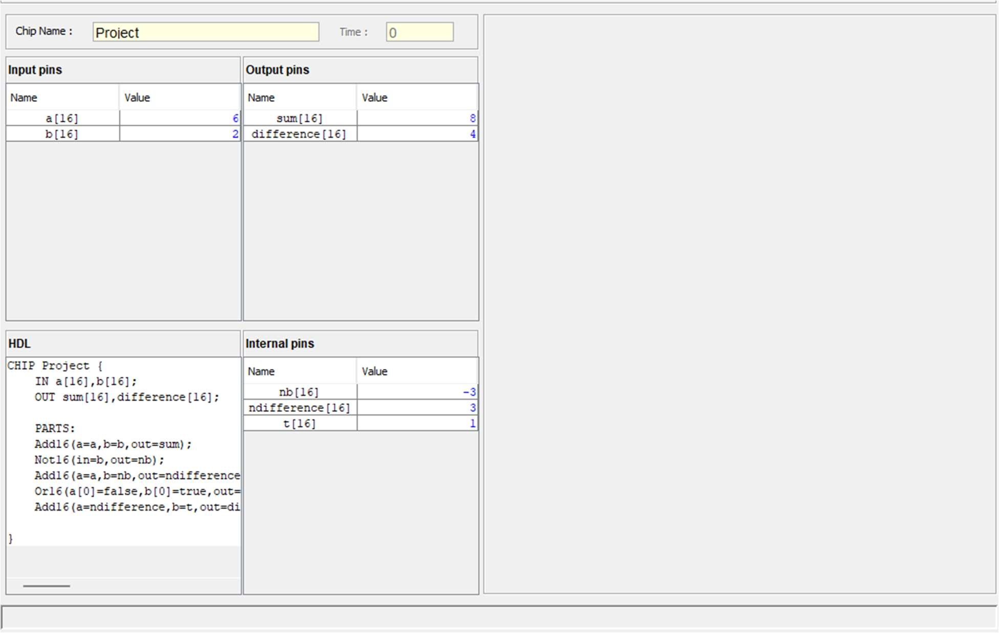 Chip Name : Project Time : 0
Input pins
Name Value
a[16] 6
b[16] 2
Output pins
Name Value
sum[16] 8
difference[16] 4
HDL
CHIP Project {
IN a[16],b[16];
OUT sum[16],difference[16];
PARTS:
Add16(a=a,b=b,out=sum);
Not16(in=b,out=nb);
Add16(a=a,b=nb,out=ndifference
Or16(a[0]=false,b[0]=true,out=
Add16(a=ndifference,b=t,out=di
}
Internal pins
Name Value
nb[16] -3
ndifference[16] 3
t[16] 1